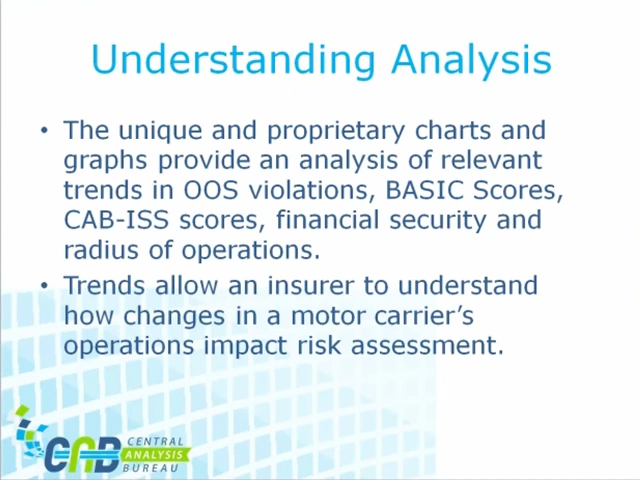 Understanding Analysis
• The unique and proprietary charts and
graphs provide an analysis of relevant
trends in OOS violations, BASIC Scores,
CAB-ISS scores, financial security and
radius of operations.
• Trends allow an insurer to understand
how changes in a motor carrier's
operations impact risk assessment.
CAB CENTRAL
ANALYSIS
BUREAU